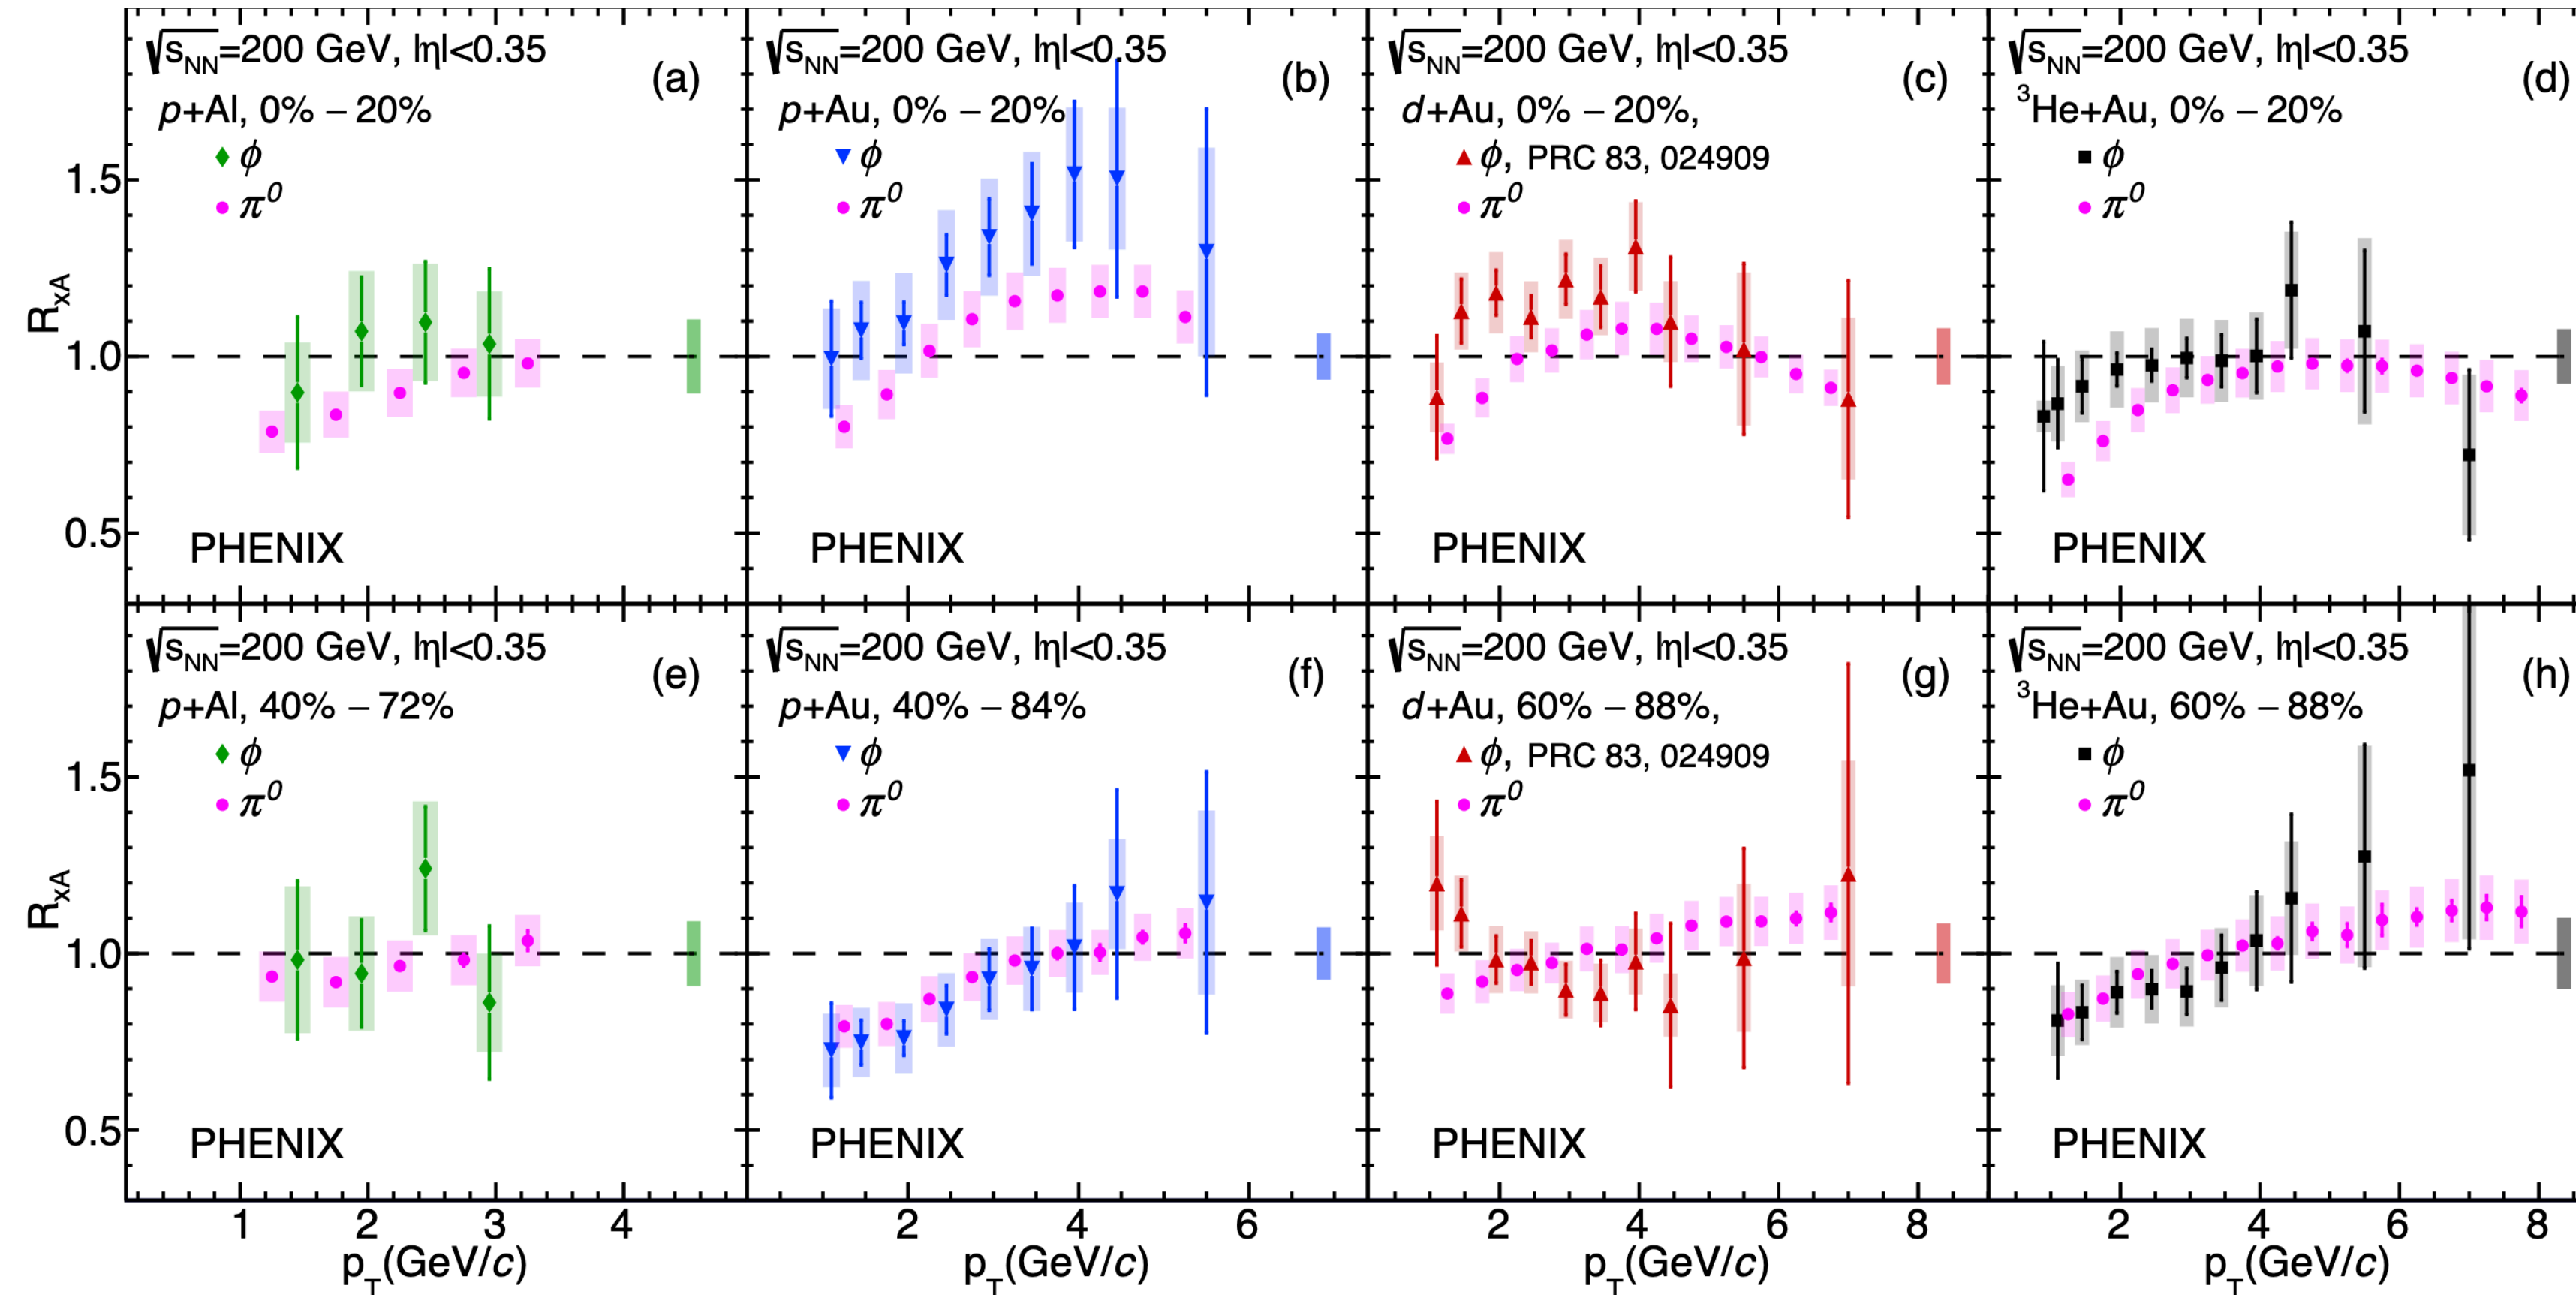 √sNN=200 GeV, |η|<0.35
(a)
p+Al, 0% – 20%
ϕ
π⁰
PHENIX
√sNN=200 GeV, |η|<0.35
(b)
p+Au, 0% – 20%
ϕ
π⁰
PHENIX
√sNN=200 GeV, |η|<0.35
(c)
d+Au, 0% – 20%,
ϕ, PRC 83, 024909
π⁰
PHENIX
√sNN=200 GeV, |η|<0.35
(d)
³He+Au, 0% – 20%
ϕ
π⁰
PHENIX
RxA
1.5
1.0
0.5
√sNN=200 GeV, |η|<0.35
(e)
p+Al, 40% – 72%
ϕ
π⁰
PHENIX
√sNN=200 GeV, |η|<0.35
(f)
p+Au, 40% – 84%
ϕ
π⁰
PHENIX
√sNN=200 GeV, |η|<0.35
(g)
d+Au, 60% – 88%,
ϕ, PRC 83, 024909
π⁰
PHENIX
√sNN=200 GeV, |η|<0.35
(h)
³He+Au, 60% – 88%
ϕ
π⁰
PHENIX
RxA
1.5
1.0
0.5
1 2 3 4
2 4 6
2 4 6 8
2 4 6 8
pT(GeV/c)
pT(GeV/c)
pT(GeV/c)
pT(GeV/c)